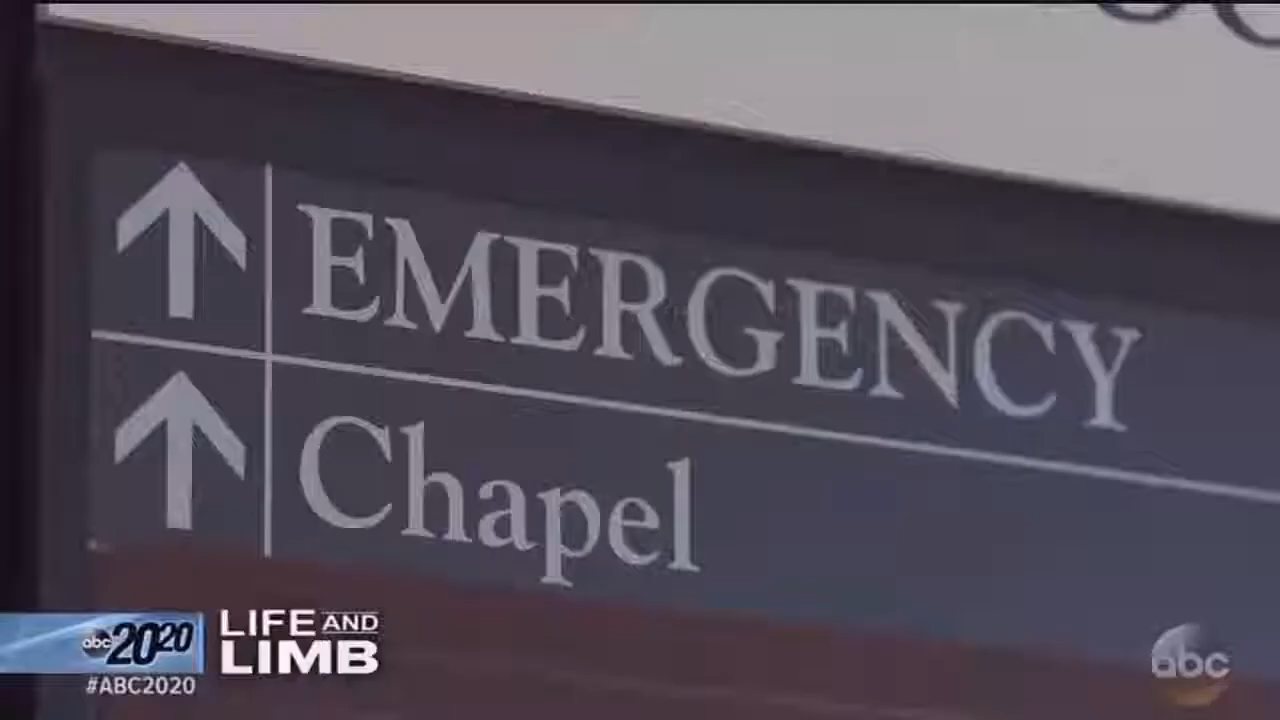 EMERGENCY
Chapel
abc 20/20
LIFE AND
LIMB
#ABC2020
abc